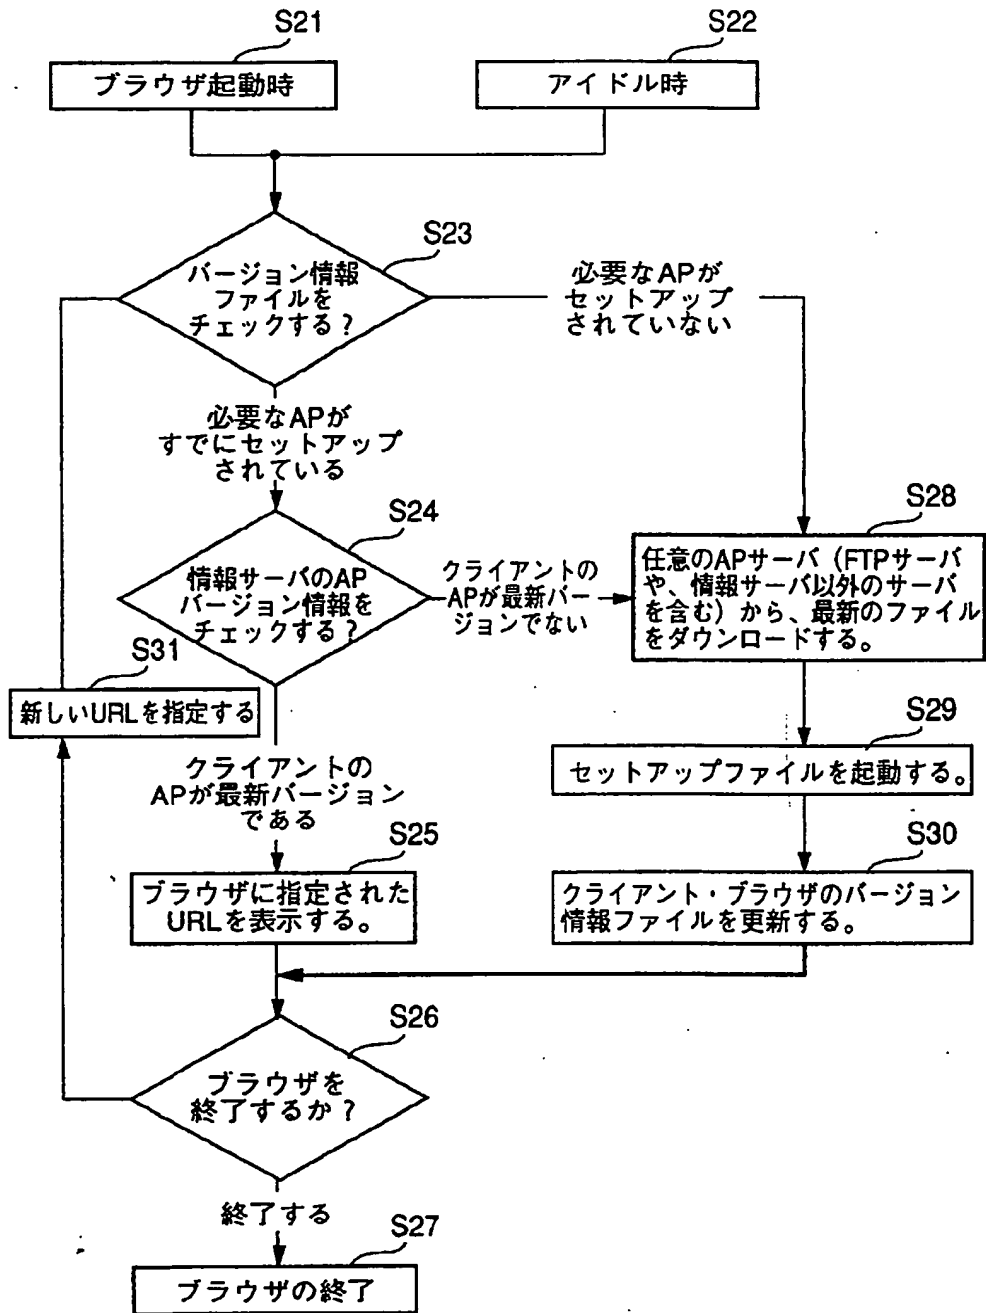 S21
ブラウザ起動時
S22
アイドル時
S23
バージョン情報
ファイルを
チェックする？
必要なAPが
セットアップ
されていない
必要なAPが
すでにセットアップ
されている
S24
情報サーバのAP
バージョン情報を
チェックする？
クライアントの
APが最新バー
ジョンでない
S28
任意のAPサーバ（FTPサーバ
や、情報サーバ以外のサーバ
を含む）から、最新のファイル
をダウンロードする。
S31
新しいURLを指定する
S29
セットアップファイルを起動する。
クライアントの
APが最新バージョン
である
S25
ブラウザに指定された
URLを表示する。
S30
クライアント・ブラウザのバージョン
情報ファイルを更新する。
S26
ブラウザを
終了するか？
終了する
S27
ブラウザの終了